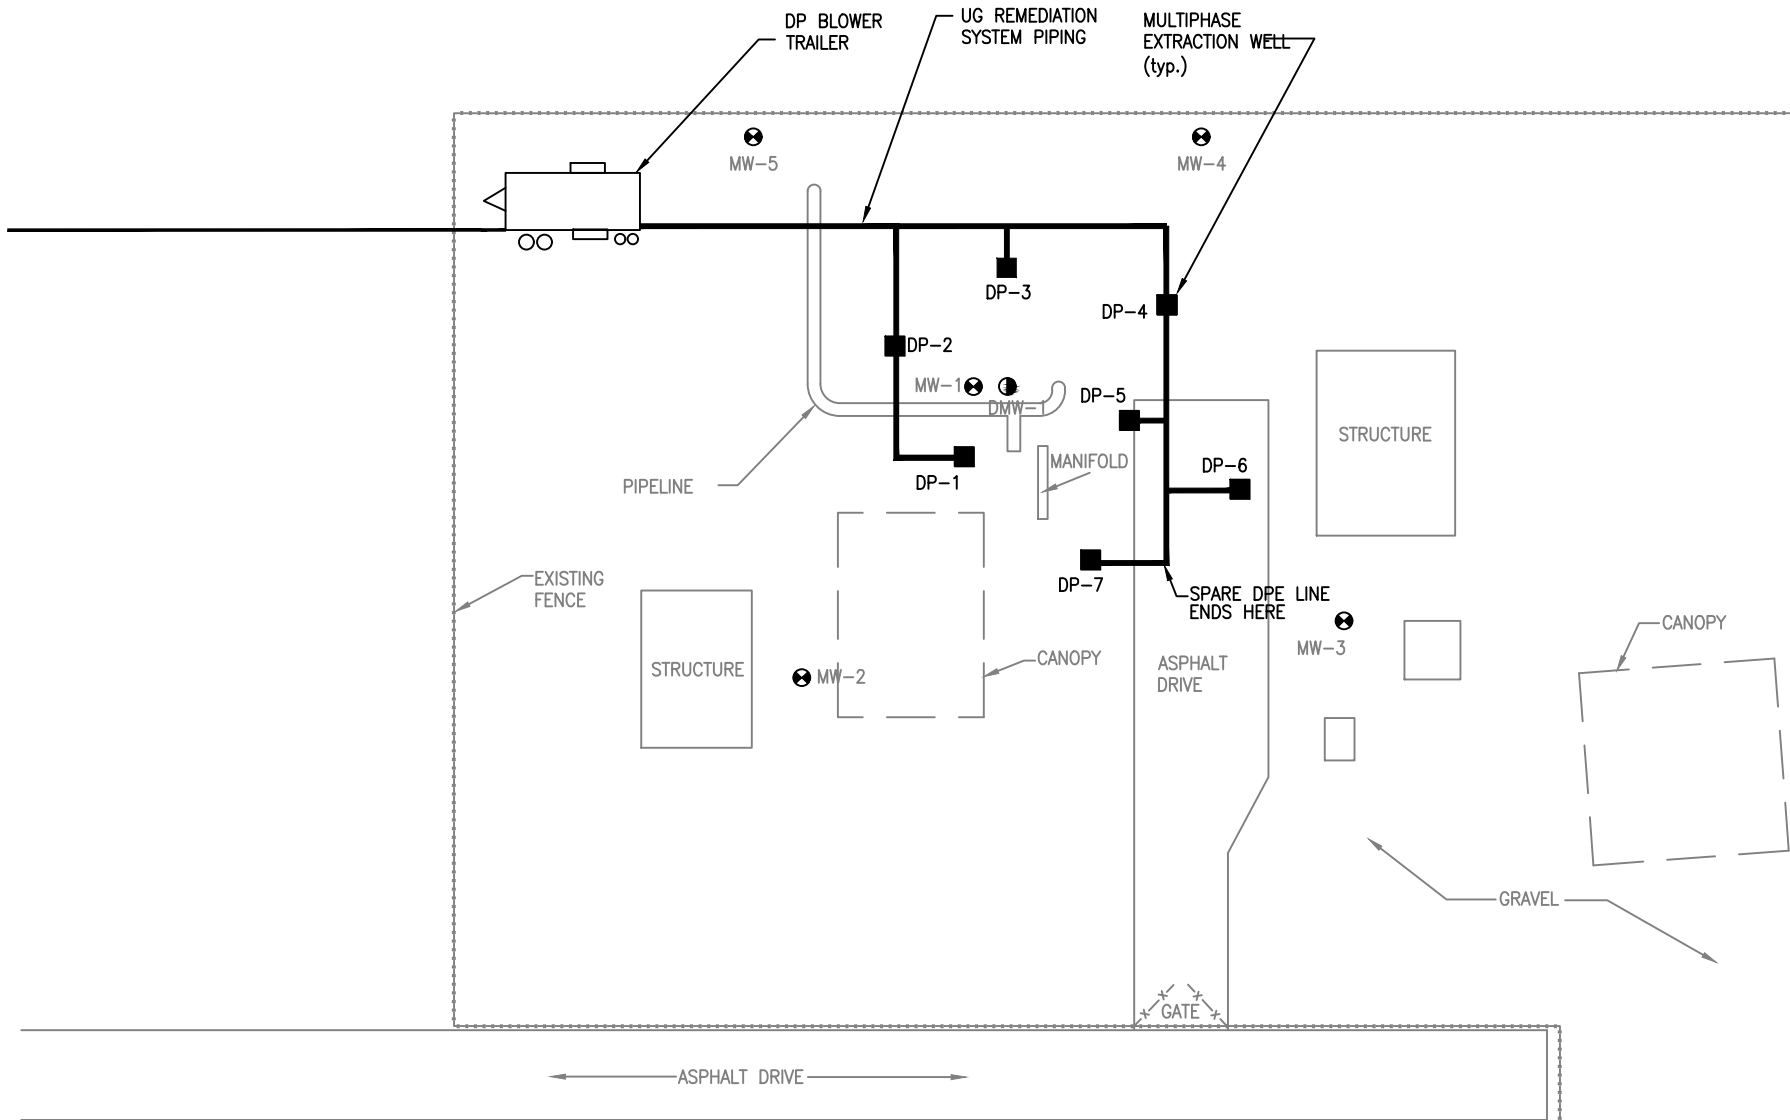 DP BLOWER
TRAILER
UG REMEDIATION
SYSTEM PIPING
MULTIPHASE
EXTRACTION WELL
(typ.)
MW-5
MW-4
DP-3
DP-4
DP-2
MW-1
DMW-1
DP-5
STRUCTURE
MANIFOLD
DP-6
DP-1
PIPELINE
EXISTING
FENCE
DP-7
SPARE DPE LINE
ENDS HERE
CANOPY
MW-3
CANOPY
ASPHALT
DRIVE
STRUCTURE
MW-2
GRAVEL
GATE
ASPHALT DRIVE